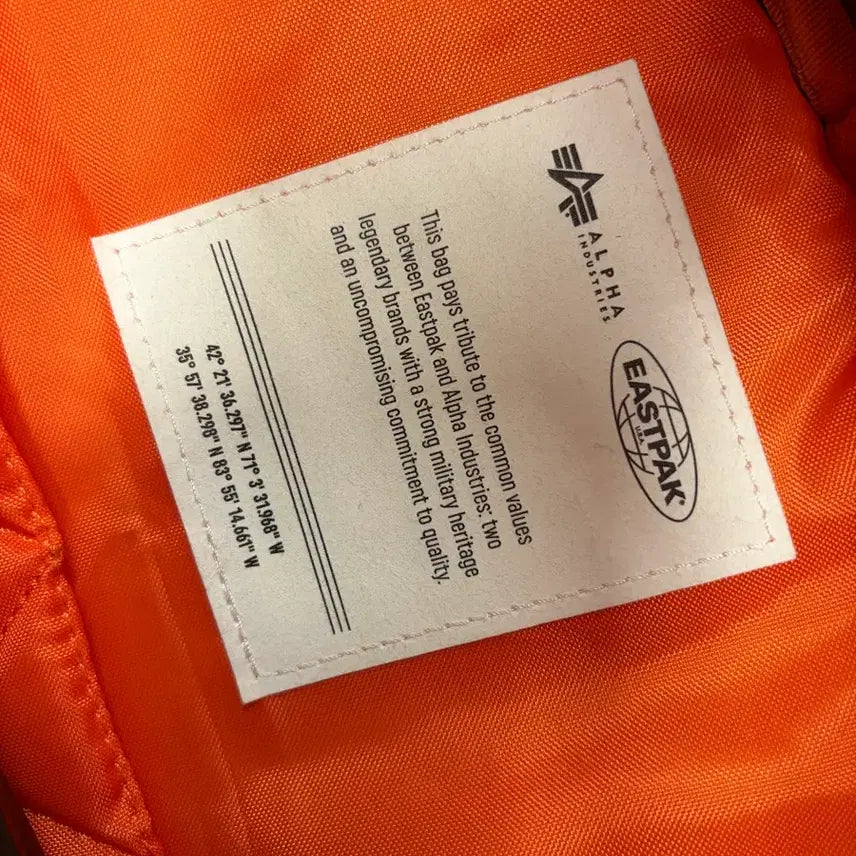 ALPHA
INDUSTRIES
EASTPAK®
U.S.A.
This bag pays tribute to the common values
between Eastpak and Alpha Industries: two
legendary brands with a strong military heritage
and an uncompromising commitment to quality.
42° 21' 36.297" N 71° 3' 31.968" W
35° 57' 38.298" N 83° 55' 14.661" W